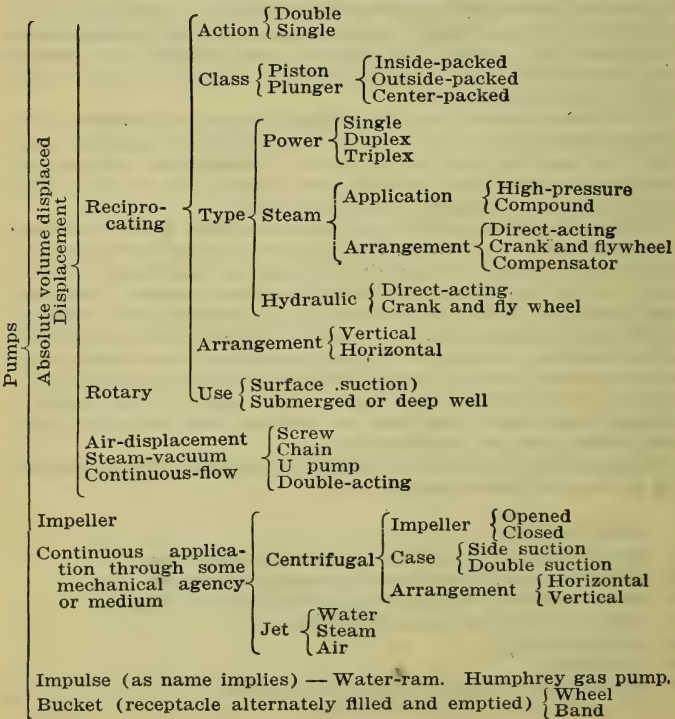 Pumps
Absolute volume displaced
Displacement
Recipro-
cating
Action
Double
Single
Class
Piston
Plunger
Inside-packed
Outside-packed
Center-packed
Type
Power
Single
Duplex
Triplex
Steam
Application
High-pressure
Compound
Arrangement
Direct-acting
Crank and flywheel
Compensator
Hydraulic
Direct-acting.
Crank and fly wheel
Arrangement
Vertical
Horizontal
Use
Surface .suction)
Submerged or deep well
Rotary
Air-displacement
Steam-vacuum
Continuous-flow
Screw
Chain
U pump
Double-acting
Impeller
Continuous applica-
tion through some
mechanical agency
or medium
Centrifugal
Impeller
Opened
Closed
Case
Side suction
Double suction
Arrangement
Horizontal
Vertical
Jet
Water
Steam
Air
Impulse (as name implies) — Water-ram. Humphrey gas pump.
Bucket (receptacle alternately filled and emptied)
Wheel
Band